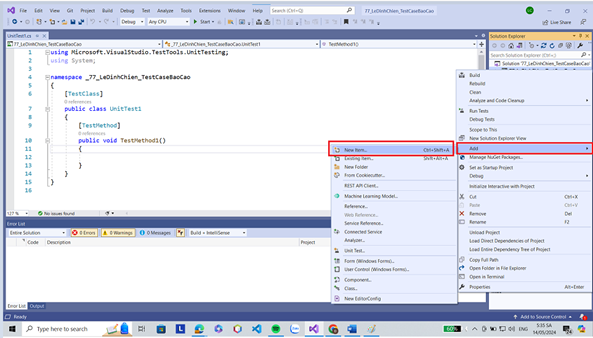 File Edit View Git Project Build Debug Test Analyze Tools Extensions Window Help Search (Ctrl+Q) 77_LeDinhChien_TestCaseBaoCao
Debug Any CPU Start Live Share
UnitTest1.cs
77_LeDinhChien_TestCaseBaoCao _77_LeDinhChien_TestCaseBaoCao.UnitTest1 TestMethod1()
1 using Microsoft.VisualStudio.TestTools.UnitTesting;
2 using System;
3
4 namespace _77_LeDinhChien_TestCaseBaoCao
5 {
6 [TestClass]
0 references
7 public class UnitTest1
8 {
9 [TestMethod]
0 references
10 public void TestMethod1()
11 {
12
13 }
14 }
15 }
127 % No issues found
Solution Explorer
Search Solution Explorer (Ctrl+;)
Solution '77_LeDinhChien_TestCaseBaoCao'
Build
Rebuild
Clean
Analyze and Code Cleanup
Run Tests
Debug Tests
Scope to This
New Solution Explorer View
Add
Manage NuGet Packages...
Set as Startup Project
Debug
Initialize Interactive with Project
Cut Ctrl+X
Paste Ctrl+V
Remove Del
Rename F2
Unload Project
Load Direct Dependencies of Project
Load Entire Dependency Tree of Project
Copy Full Path
Open Folder in File Explorer
Open in Terminal
Properties Alt+Enter
New Item... Ctrl+Shift+A
Existing Item... Shift+Alt+A
New Folder
From Cookiecutter...
REST API Client...
Machine Learning Model...
Reference...
Web Reference...
Service Reference...
Connected Service
Analyzer...
Unit Test...
Form (Windows Forms)...
User Control (Windows Forms)...
Component...
Class...
New EditorConfig
Error List
Entire Solution 0 Errors 0 Warnings 0 Messages Build + IntelliSense
Code Description Project
Error List Output
Ready Add to Source Control
Type here to search 5:35 SA
14/05/2024